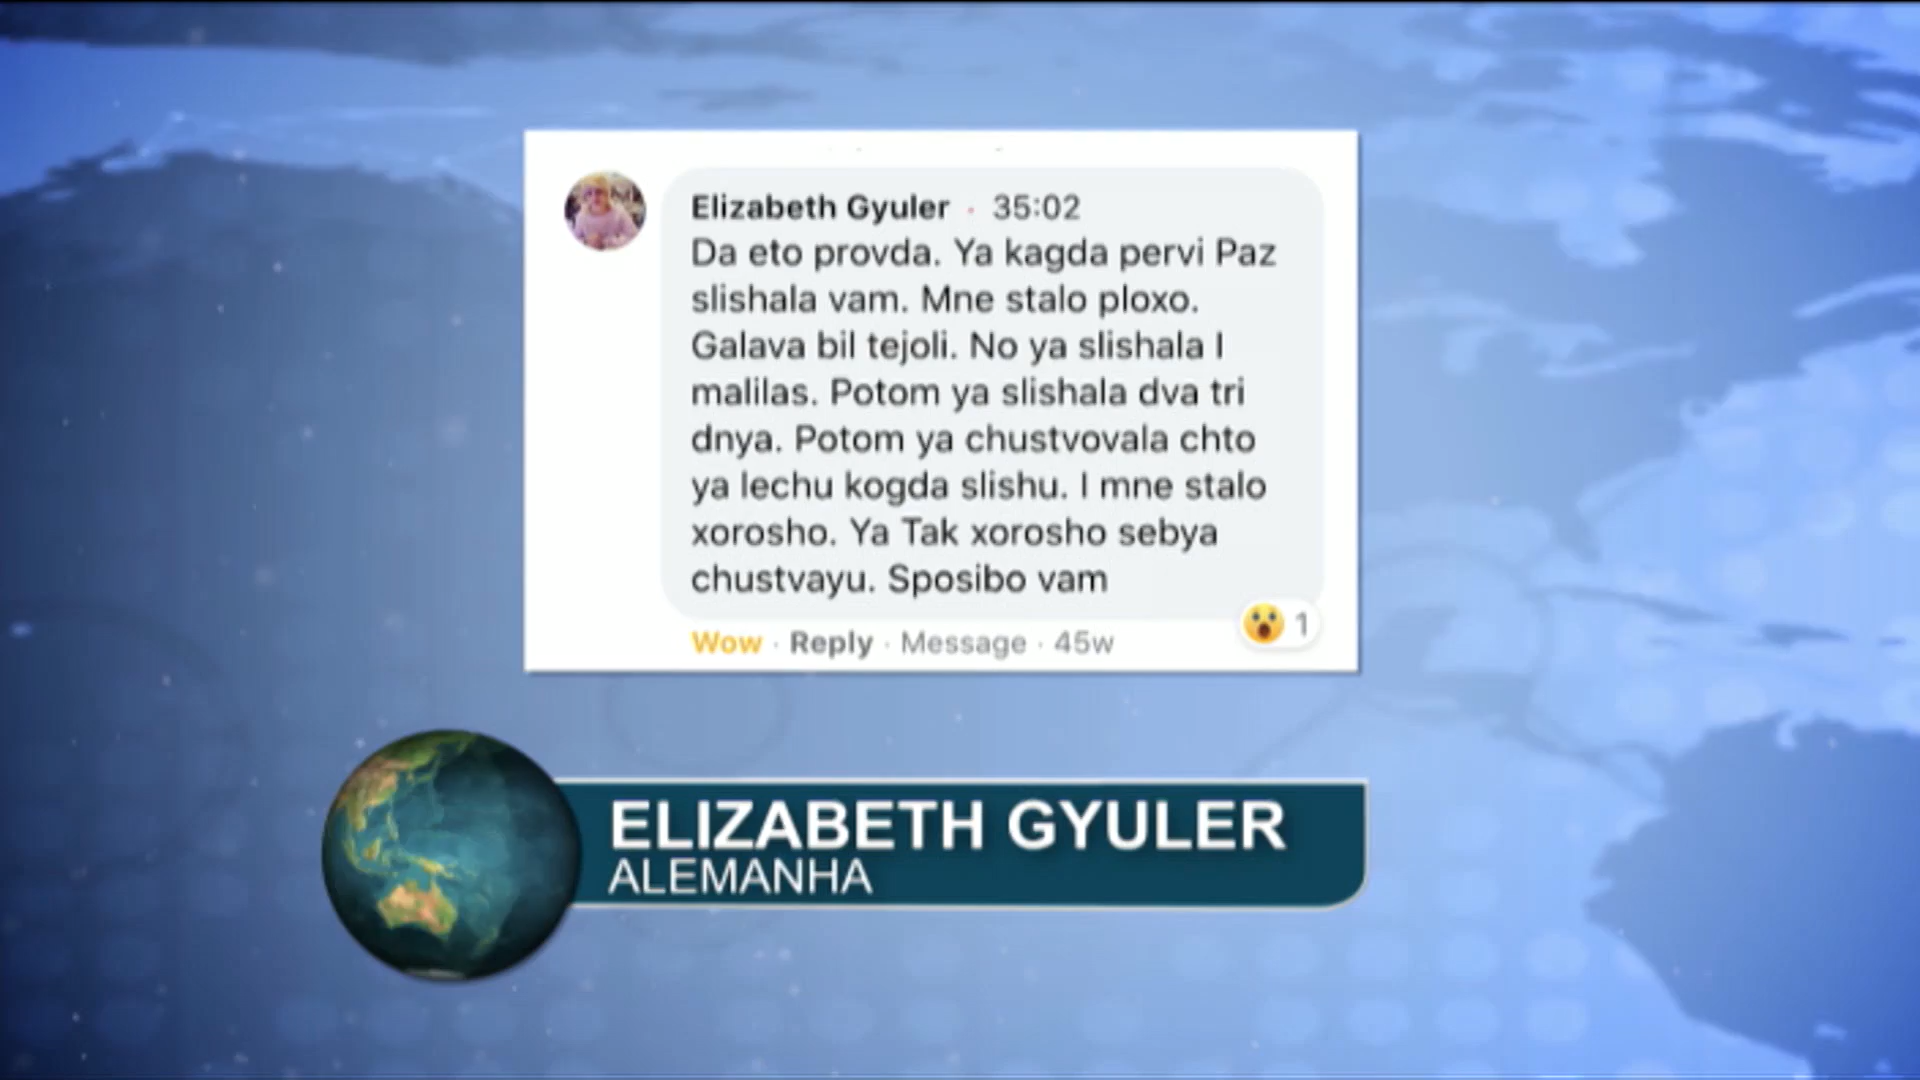 Elizabeth Gyuler · 35:02
Da eto provda. Ya kagda pervi Paz
slishala vam. Mne stalo ploxo.
Galava bil tejoli. No ya slishala I
malilas. Potom ya slishala dva tri
dnya. Potom ya chustvovala chto
ya lechu kogda slishu. I mne stalo
xorosho. Ya Tak xorosho sebya
chustvayu. Sposibo vam
1
Wow · Reply · Message · 45w
ELIZABETH GYULER
ALEMANHA